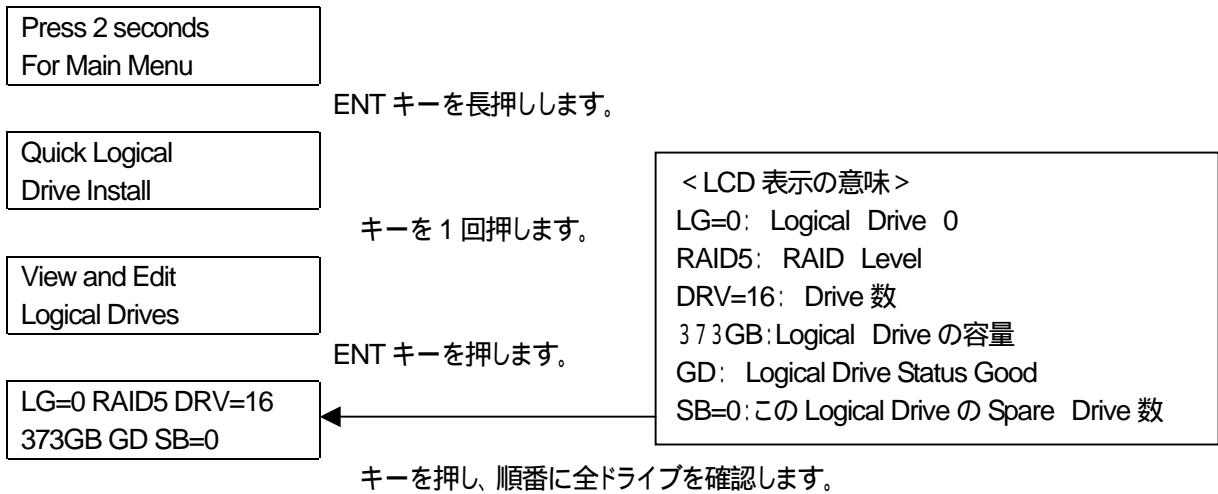 Press 2 seconds
For Main Menu
ENT キーを長押しします。
Quick Logical
Drive Install
キーを 1 回押します。
View and Edit
Logical Drives
ENT キーを押します。
LG=0 RAID5 DRV=16
373GB GD SB=0
キーを押し、順番に全ドライブを確認します。
<LCD 表示の意味>
LG=0: Logical Drive 0
RAID5: RAID Level
DRV=16: Drive 数
373GB:Logical Drive の容量
GD: Logical Drive Status Good
SB=0:この Logical Drive の Spare Drive 数